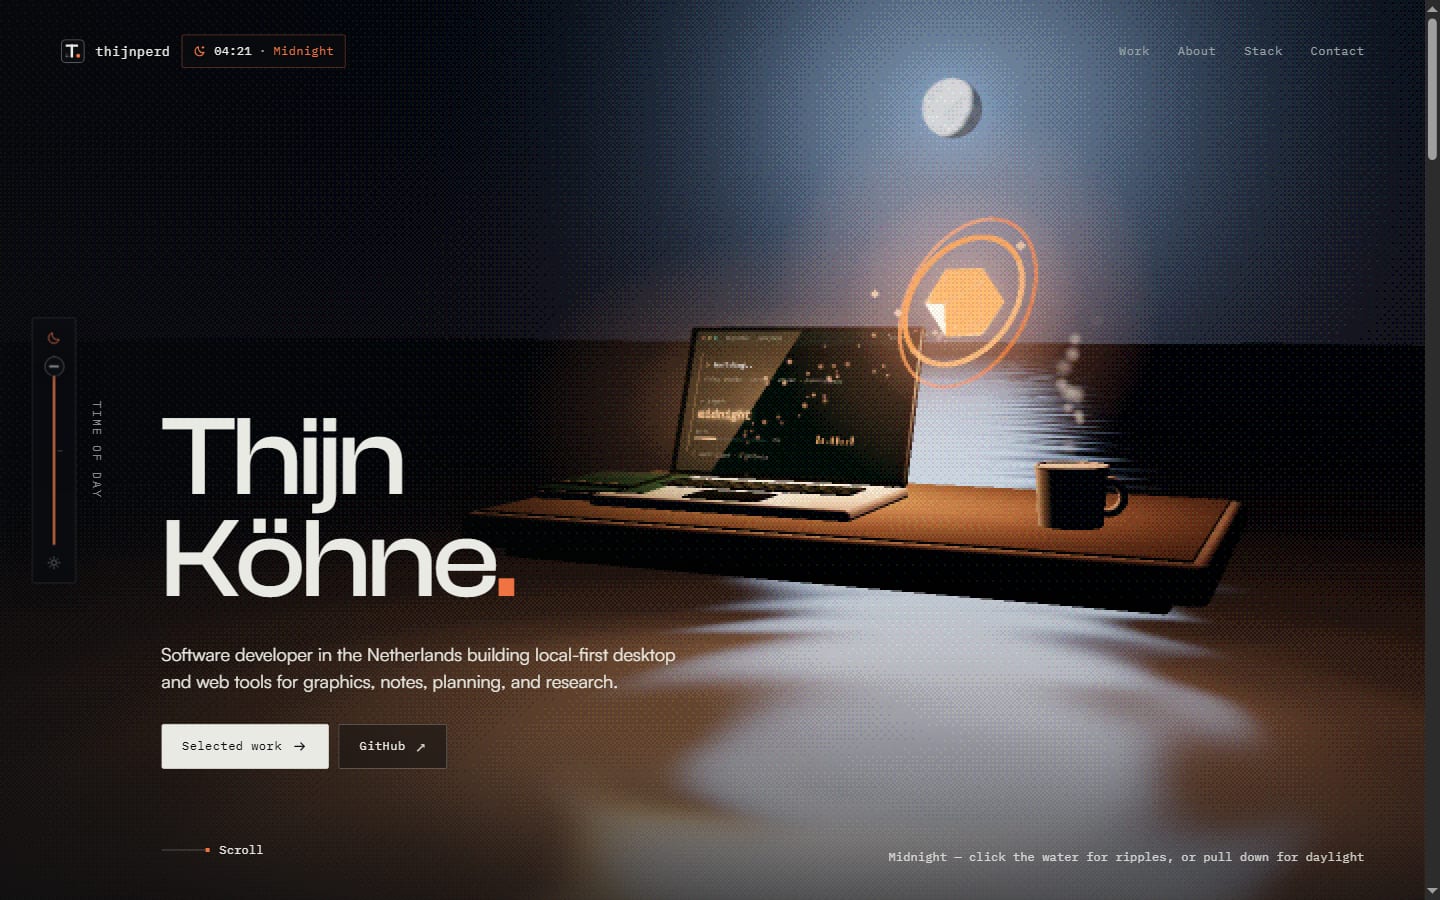 T.
thijnperd
04:21 · Midnight
Work
About
Stack
Contact
TIME OF DAY
midnight
Thijn
Köhne.
Software developer in the Netherlands building local-first desktop
and web tools for graphics, notes, planning, and research.
Selected work →
GitHub ↗
Scroll
Midnight — click the water for ripples, or pull down for daylight